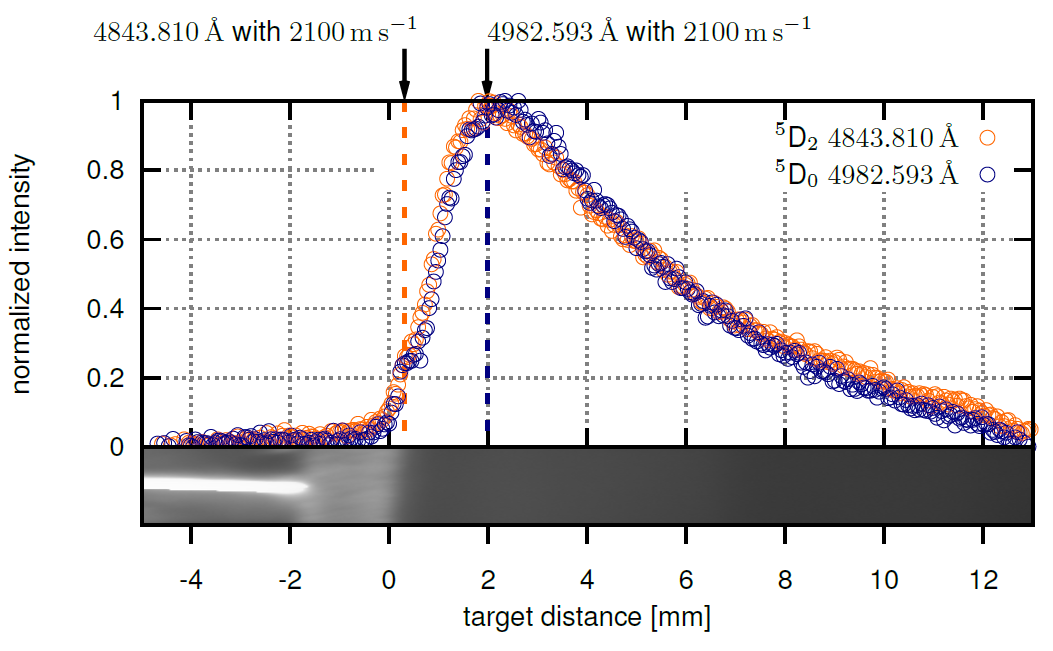 4843.810 Å with 2100 m s⁻¹ 4982.593 Å with 2100 m s⁻¹
1
0.8
0.6
0.4
0.2
0
normalized intensity
⁵D₂ 4843.810 Å
⁵D₀ 4982.593 Å
-4 -2 0 2 4 6 8 10 12
target distance [mm]